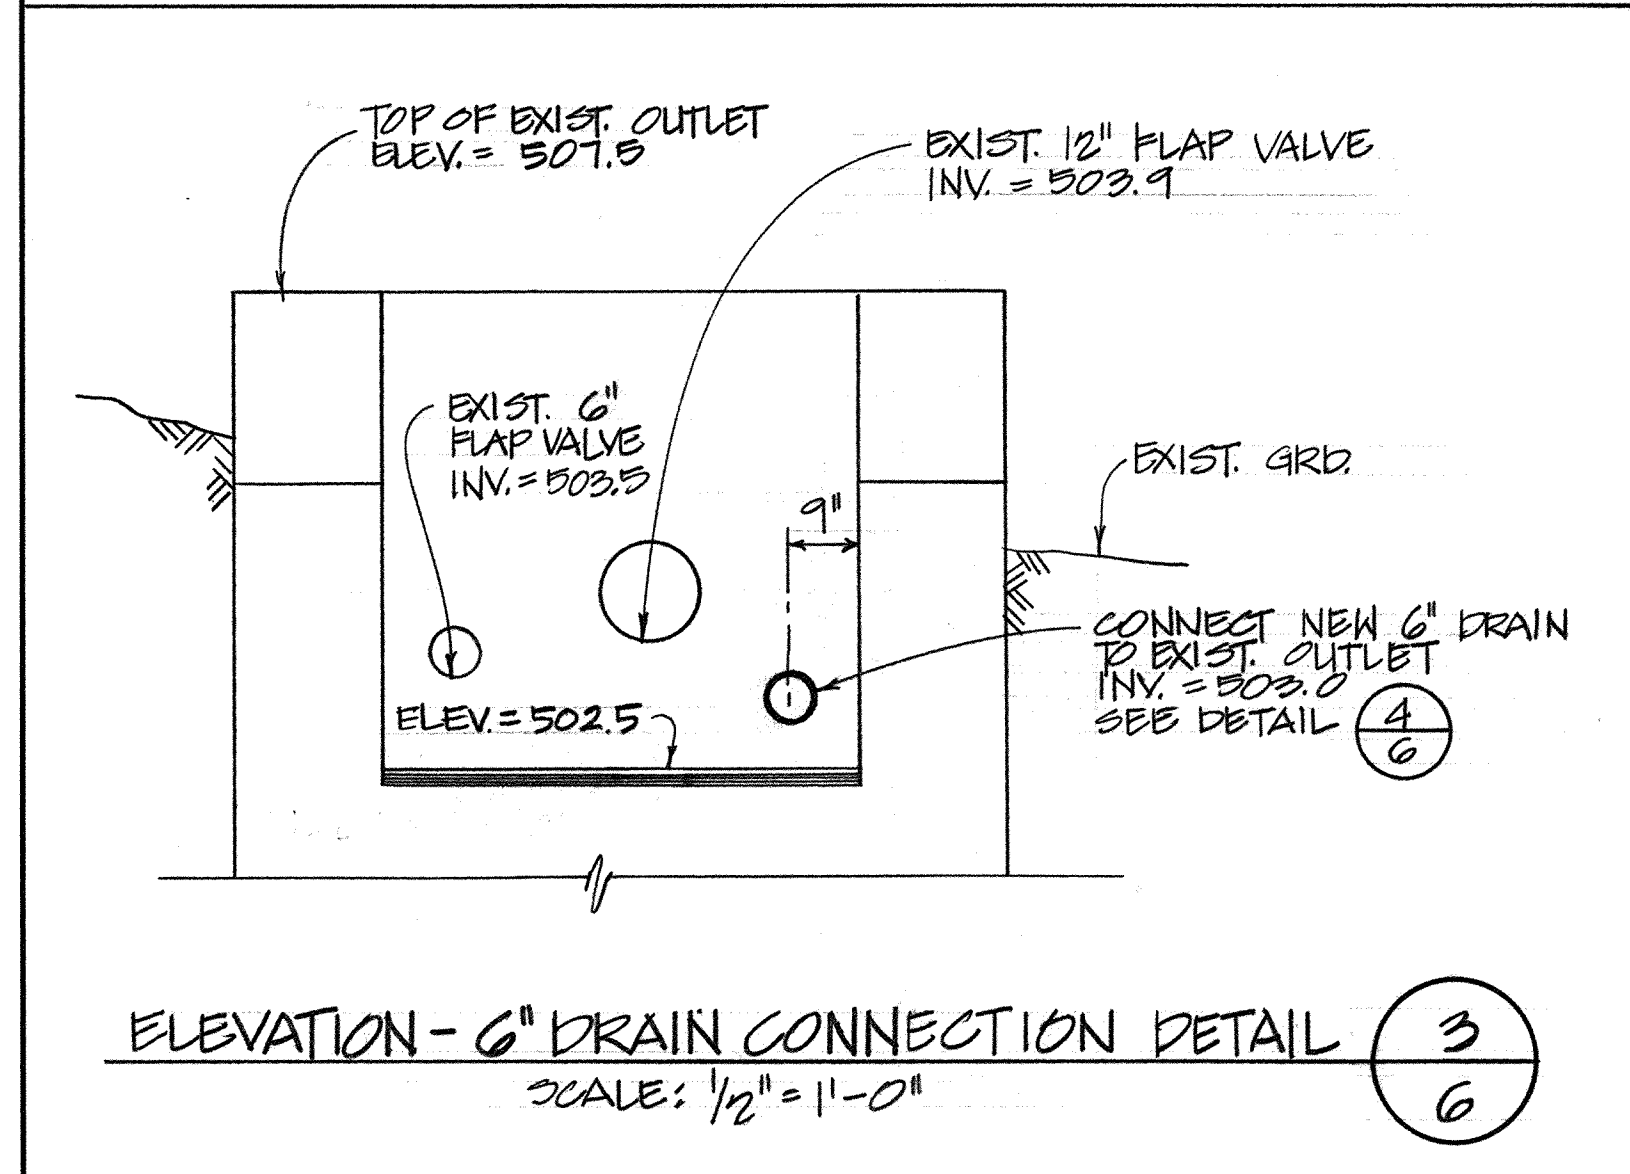 TOP OF EXIST. OUTLET
ELEV. = 507.5
EXIST. 12" FLAP VALVE
INV. = 503.9
EXIST. 6"
FLAP VALVE
INV. = 503.5
EXIST. GRD.
9"
CONNECT NEW 6" DRAIN
TO EXIST. OUTLET
INV. = 503.0
SEE DETAIL 4
6
ELEV. = 502.5
ELEVATION - 6" DRAIN CONNECTION DETAIL 3
6
SCALE: 1/2" = 1'-0"